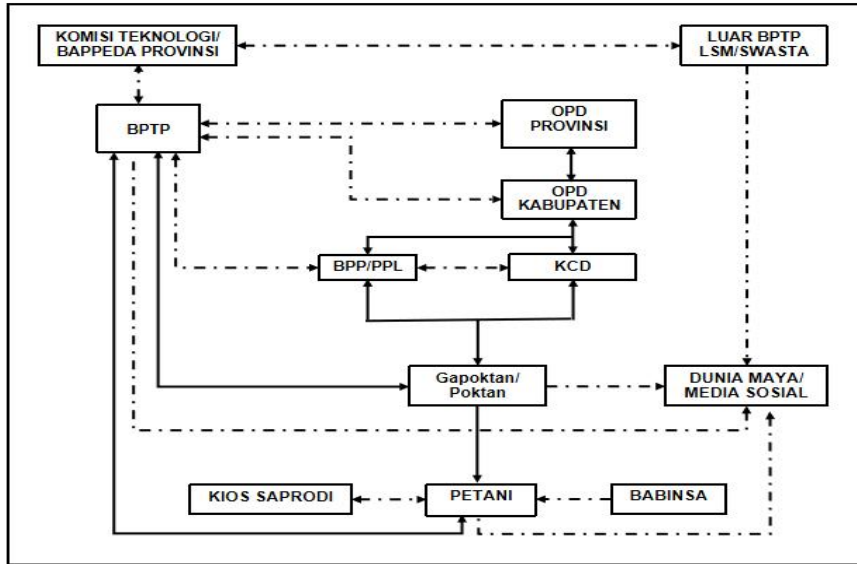 KOMISI TEKNOLOGI/
BAPPEDA PROVINSI
LUAR BPTP
LSM/SWASTA
BPTP
OPD
PROVINSI
OPD
KABUPATEN
BPP/PPL
KCD
Gapoktan/
Poktan
DUNIA MAYA/
MEDIA SOSIAL
KIOS SAPRODI
PETANI
BABINSA